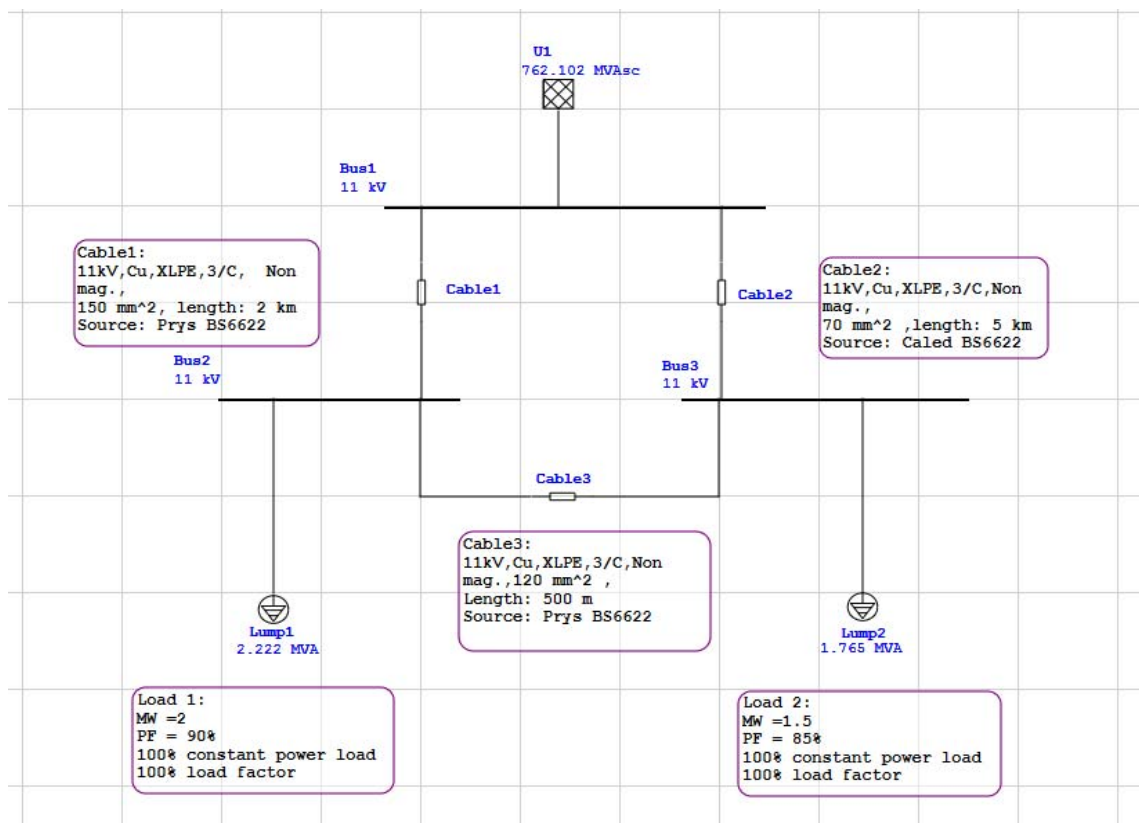 U1
762.102 MVAsc
Bus1
11 kV
Cable1:
11kV,Cu,XLPE,3/C, Non
mag.,
150 mm^2, length: 2 km
Source: Prys BS6622
Cable1
Cable2
Cable2:
11kV,Cu,XLPE,3/C,Non
mag.,
70 mm^2 ,length: 5 km
Source: Caled BS6622
Bus2
11 kV
Bus3
11 kV
Cable3
Cable3:
11kV,Cu,XLPE,3/C,Non
mag.,120 mm^2 ,
Length: 500 m
Source: Prys BS6622
Lump1
2.222 MVA
Lump2
1.765 MVA
Load 1:
MW =2
PF = 90%
100% constant power load
100% load factor
Load 2:
MW =1.5
PF = 85%
100% constant power load
100% load factor